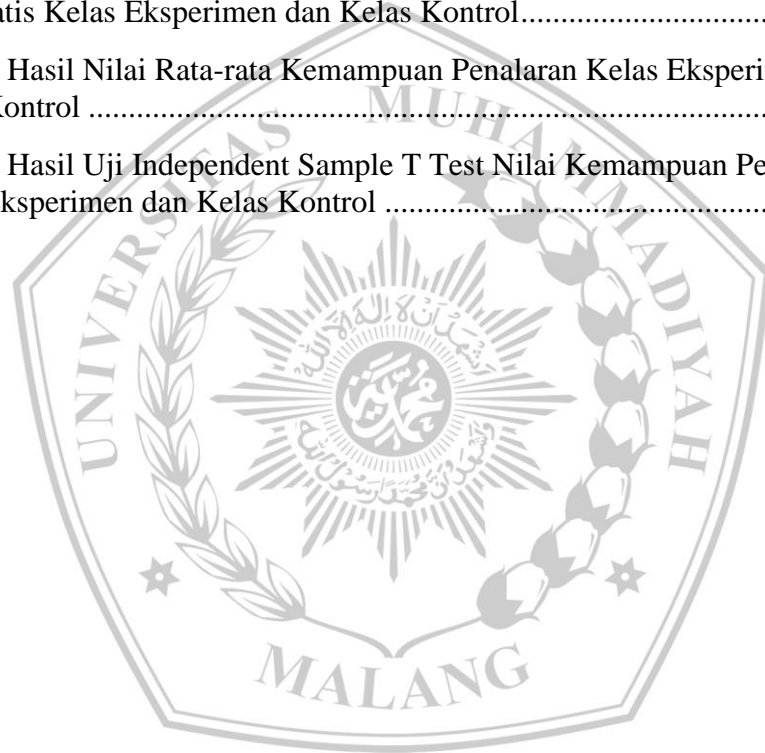 atis Kelas Eksperimen dan Kelas Kontrol...............................
Hasil Nilai Rata-rata Kemampuan Penalaran Kelas Eksperi
Kontrol .....................................................................................
Hasil Uji Independent Sample T Test Nilai Kemampuan Pe
ksperimen dan Kelas Kontrol ................................................
UNIVERSITAS MUHAMMADIYAH
MALANG